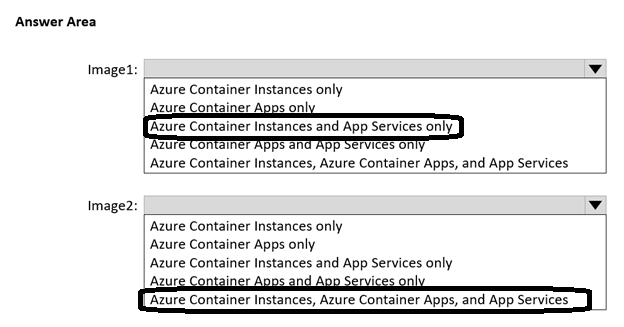 Answer Area
Image1:
Azure Container Instances only
Azure Container Apps only
Azure Container Instances and App Services only
Azure Container Apps and App Services only
Azure Container Instances, Azure Container Apps, and App Services
Image2:
Azure Container Instances only
Azure Container Apps only
Azure Container Instances and App Services only
Azure Container Apps and App Services only
Azure Container Instances, Azure Container Apps, and App Services